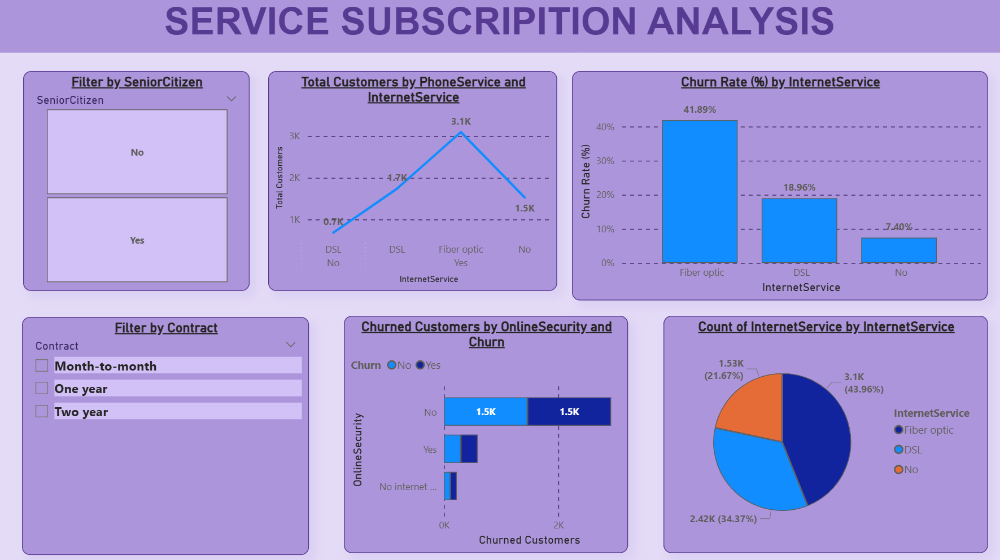 SERVICE SUBSCRIPITION ANALYSIS
Filter by SeniorCitizen
SeniorCitizen
No
Yes
Total Customers by PhoneService and
InternetService
Total Customers
3K
2K
1K
0.7K
1.7K
3.1K
1.5K
DSL
DSL
Fiber optic
No
No
Yes
InternetService
Churn Rate (%) by InternetService
Churn Rate (%)
40%
30%
20%
10%
0%
41.89%
18.96%
7.40%
Fiber optic
DSL
No
InternetService
Filter by Contract
Contract
Month-to-month
One year
Two year
Churned Customers by OnlineSecurity and
Churn
Churn
No
Yes
OnlineSecurity
No
1.5K
1.5K
Yes
No internet ...
0K
2K
Churned Customers
Count of InternetService by InternetService
1.53K
(21.67%)
3.1K
(43.96%)
2.42K (34.37%)
InternetService
Fiber optic
DSL
No